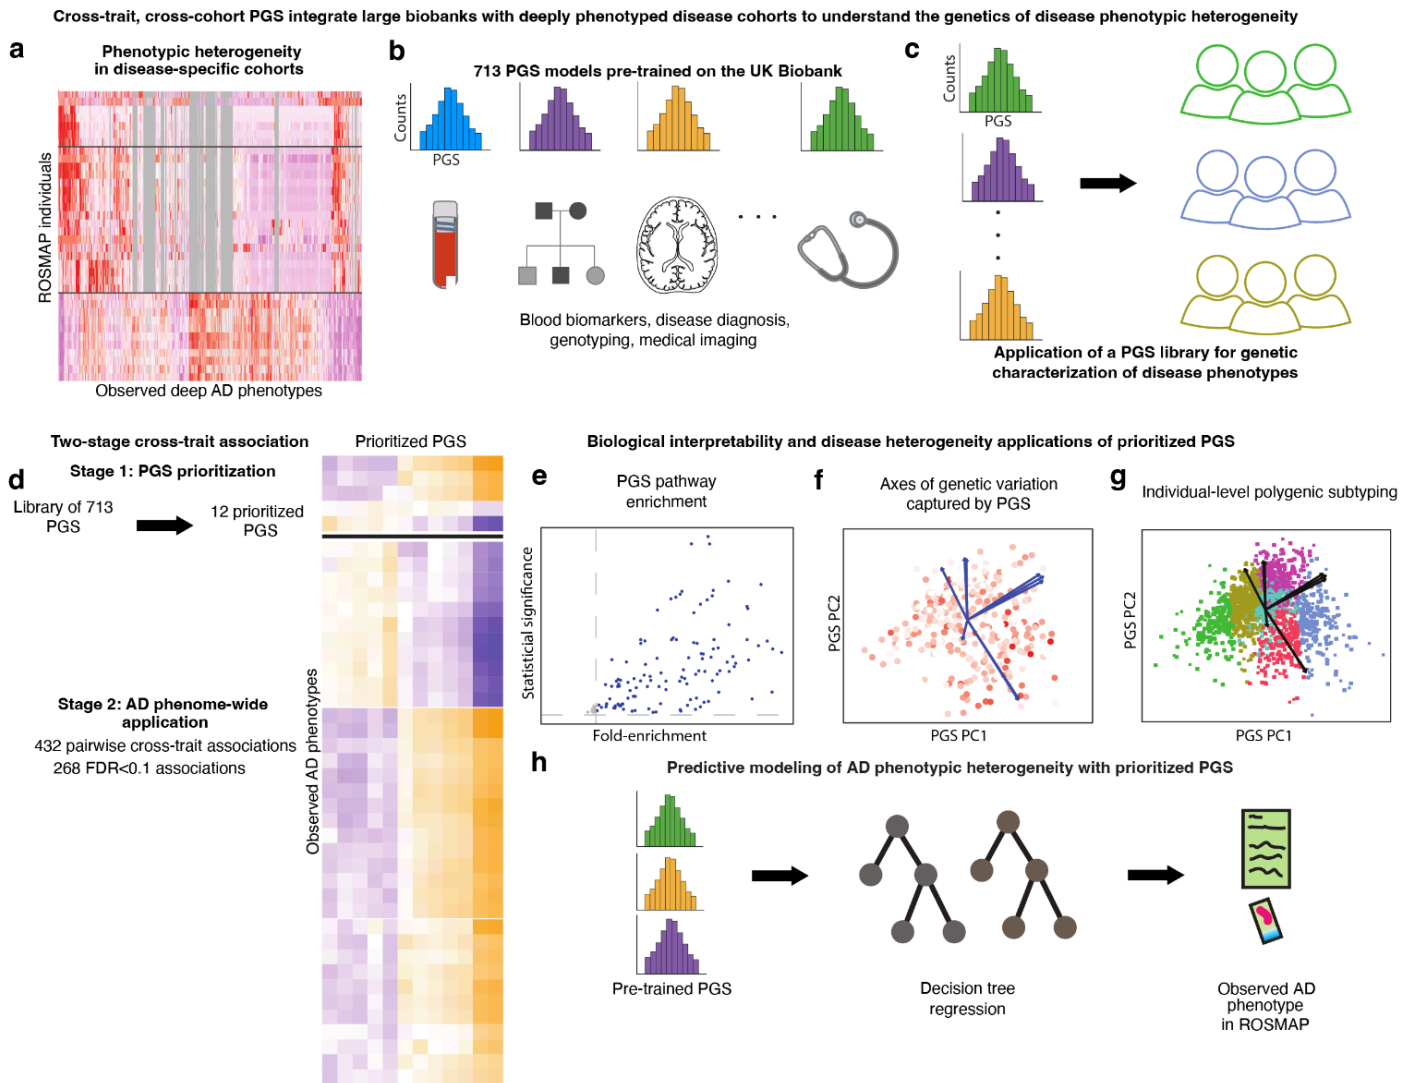 Cross-trait, cross-cohort PGS integrate large biobanks with deeply phenotyped disease cohorts to understand the genetics of disease phenotypic heterogeneity
a
Phenotypic heterogeneity
in disease-specific cohorts
ROSMAP individuals
Observed deep AD phenotypes
b
713 PGS models pre-trained on the UK Biobank
Counts
PGS
Blood biomarkers, disease diagnosis,
genotyping, medical imaging
c
Counts
PGS
Application of a PGS library for genetic
characterization of disease phenotypes
Two-stage cross-trait association
d
Stage 1: PGS prioritization
Library of 713
PGS
12 prioritized
PGS
Stage 2: AD phenome-wide
application
432 pairwise cross-trait associations
268 FDR<0.1 associations
Prioritized PGS
Observed AD phenotypes
Biological interpretability and disease heterogeneity applications of prioritized PGS
e
PGS pathway
enrichment
Statisticial significance
Fold-enrichment
f
Axes of genetic variation
captured by PGS
PGS PC2
PGS PC1
g
Individual-level polygenic subtyping
PGS PC2
PGS PC1
h
Predictive modeling of AD phenotypic heterogeneity with prioritized PGS
Pre-trained PGS
Decision tree
regression
Observed AD
phenotype
in ROSMAP